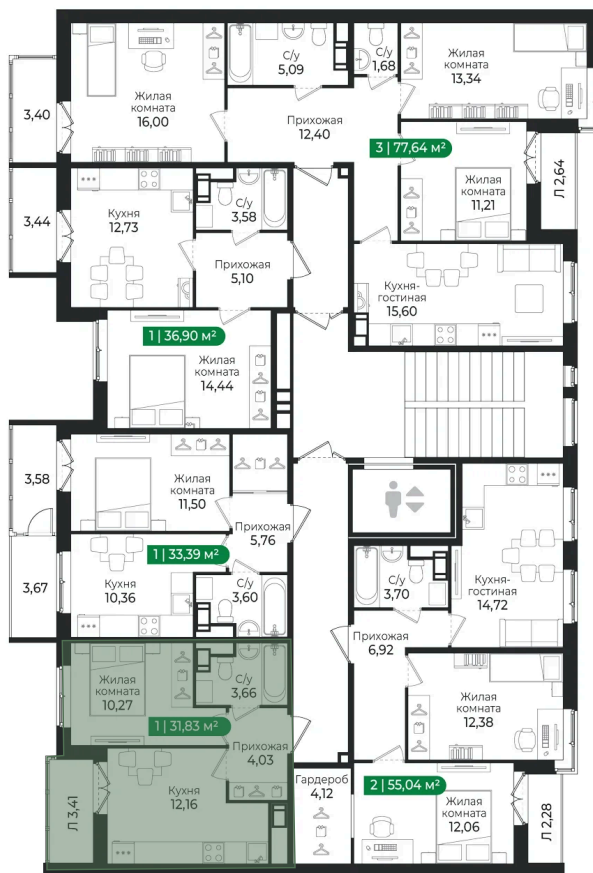 Жилая
комната
16,00
С/у
5,09
С/у
1,68
Жилая
комната
13,34
3,40
Прихожая
12,40
3 | 77,64 м²
Жилая
комната
11,21
Л 2,64
3,44
Кухня
12,73
С/у
3,58
Прихожая
5,10
Кухня-
гостиная
15,60
1 | 36,90 м²
Жилая
комната
14,44
3,58
Жилая
комната
11,50
Прихожая
5,76
1 | 33,39 м²
3,67
Кухня
10,36
С/у
3,60
С/у
3,70
Кухня-
гостиная
14,72
Прихожая
6,92
Жилая
комната
10,27
С/у
3,66
1 | 31,83 м²
Прихожая
4,03
Жилая
комната
12,38
Л 3,41
Кухня
12,16
Гардероб
4,12
2 | 55,04 м²
Жилая
комната
12,06
Л 2,28